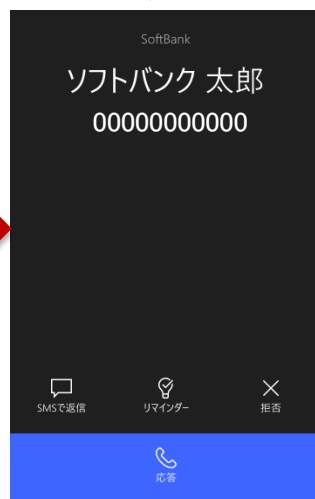 SoftBank
ソフトバンク 太郎
00000000000
SMSで返信
リマインダー
拒否
応答